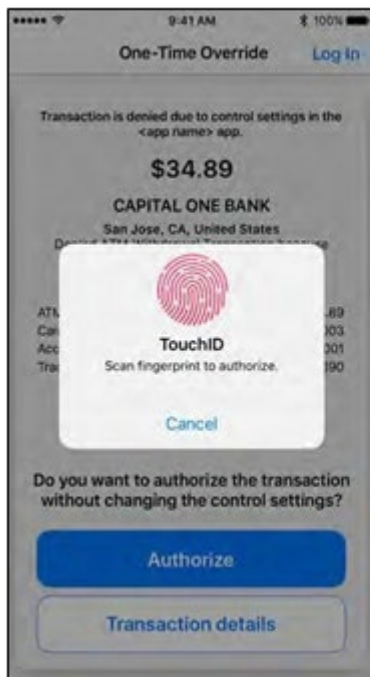 9:41 AM
100%
One-Time Override
Log In
Transaction is denied due to control settings in the
<app name> app.
$34.89
CAPITAL ONE BANK
San Jose, CA, United States
TouchID
Scan fingerprint to authorize.
Cancel
Do you want to authorize the transaction
without changing the control settings?
Authorize
Transaction details